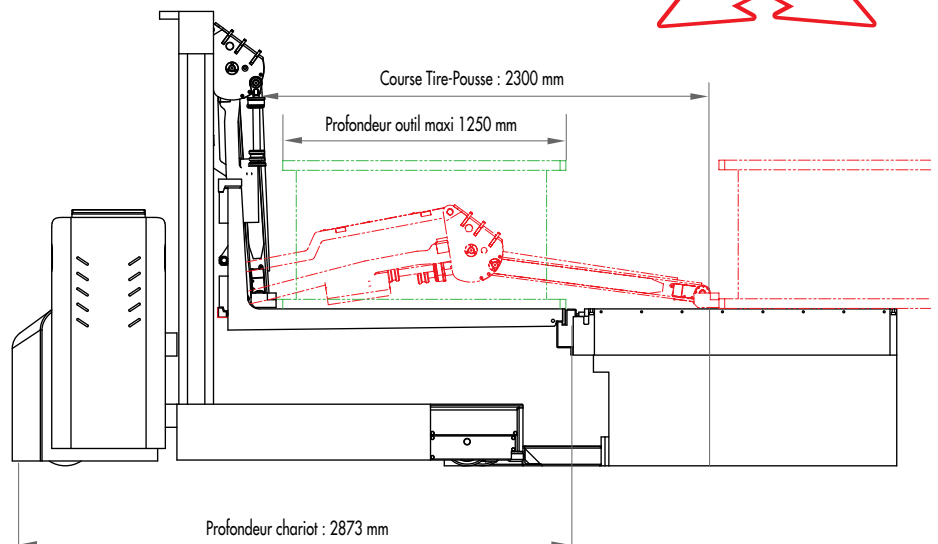 Course Tire-Pousse : 2300 mm
Profondeur outil maxi 1250 mm
Profondeur chariot : 2873 mm